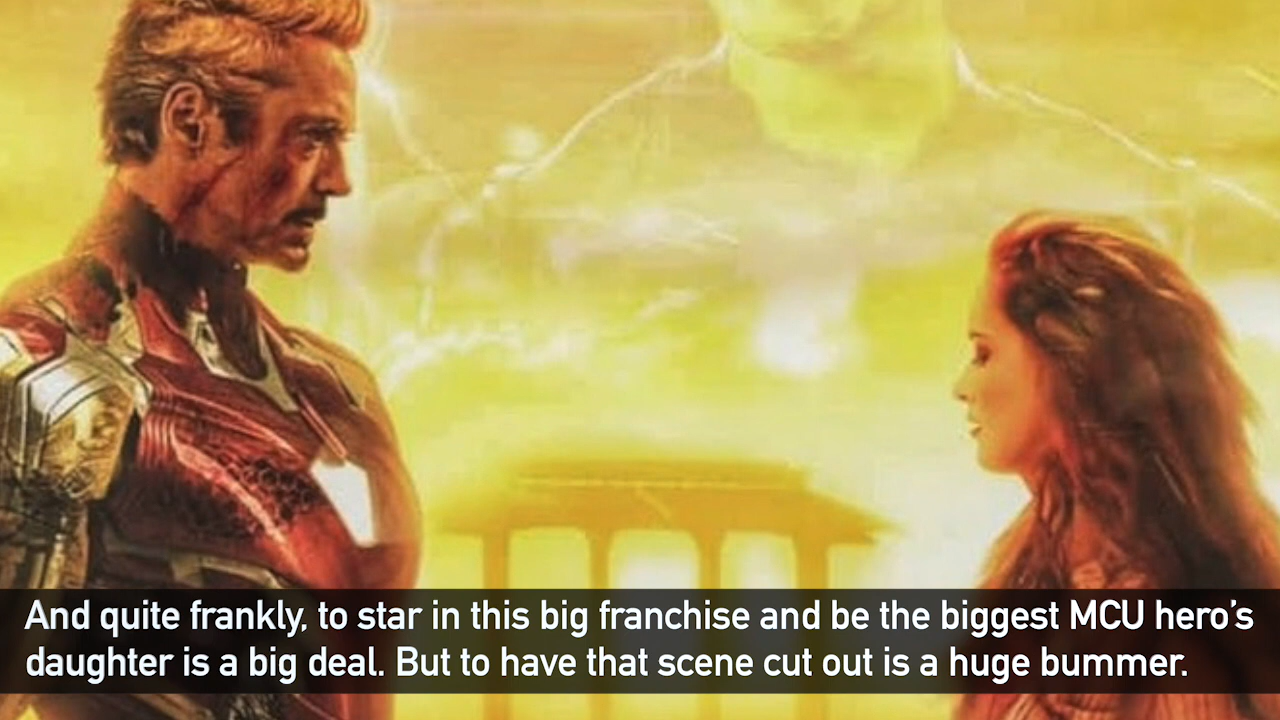 And quite frankly, to star in this big franchise and be the biggest MCU hero’s
daughter is a big deal. But to have that scene cut out is a huge bummer.